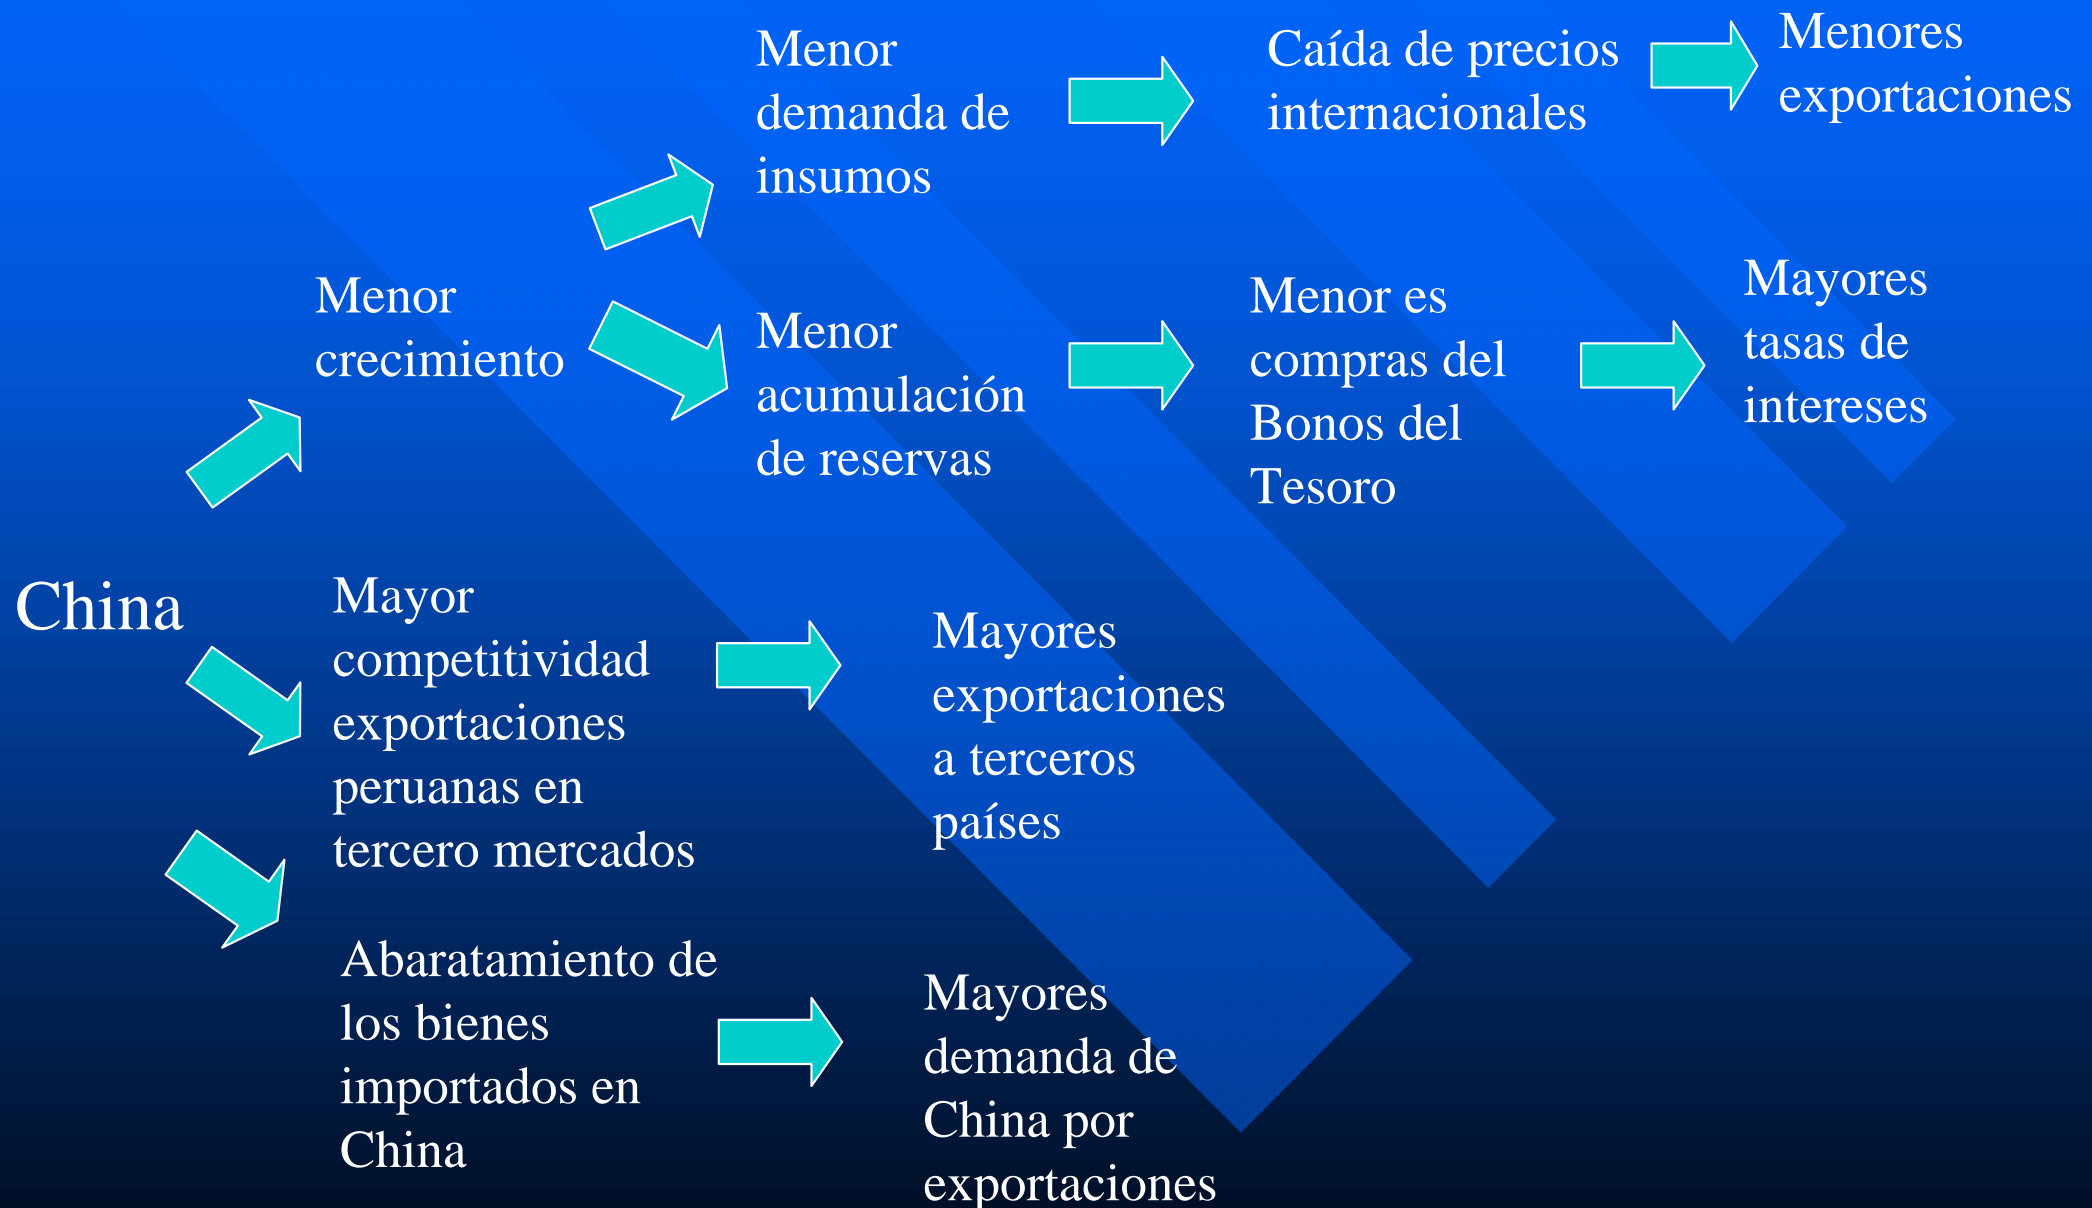 Menor
demanda de
insumos
Caída de precios
internacionales
Menores
exportaciones
Menor
crecimiento
Menor
acumulación
de reservas
Menor es
compras del
Bonos del
Tesoro
Mayores
tasas de
intereses
China
Mayor
competitividad
exportaciones
peruanas en
tercero mercados
Mayores
exportaciones
a terceros
países
Abaratamiento de
los bienes
importados en
China
Mayores
demanda de
China por
exportaciones